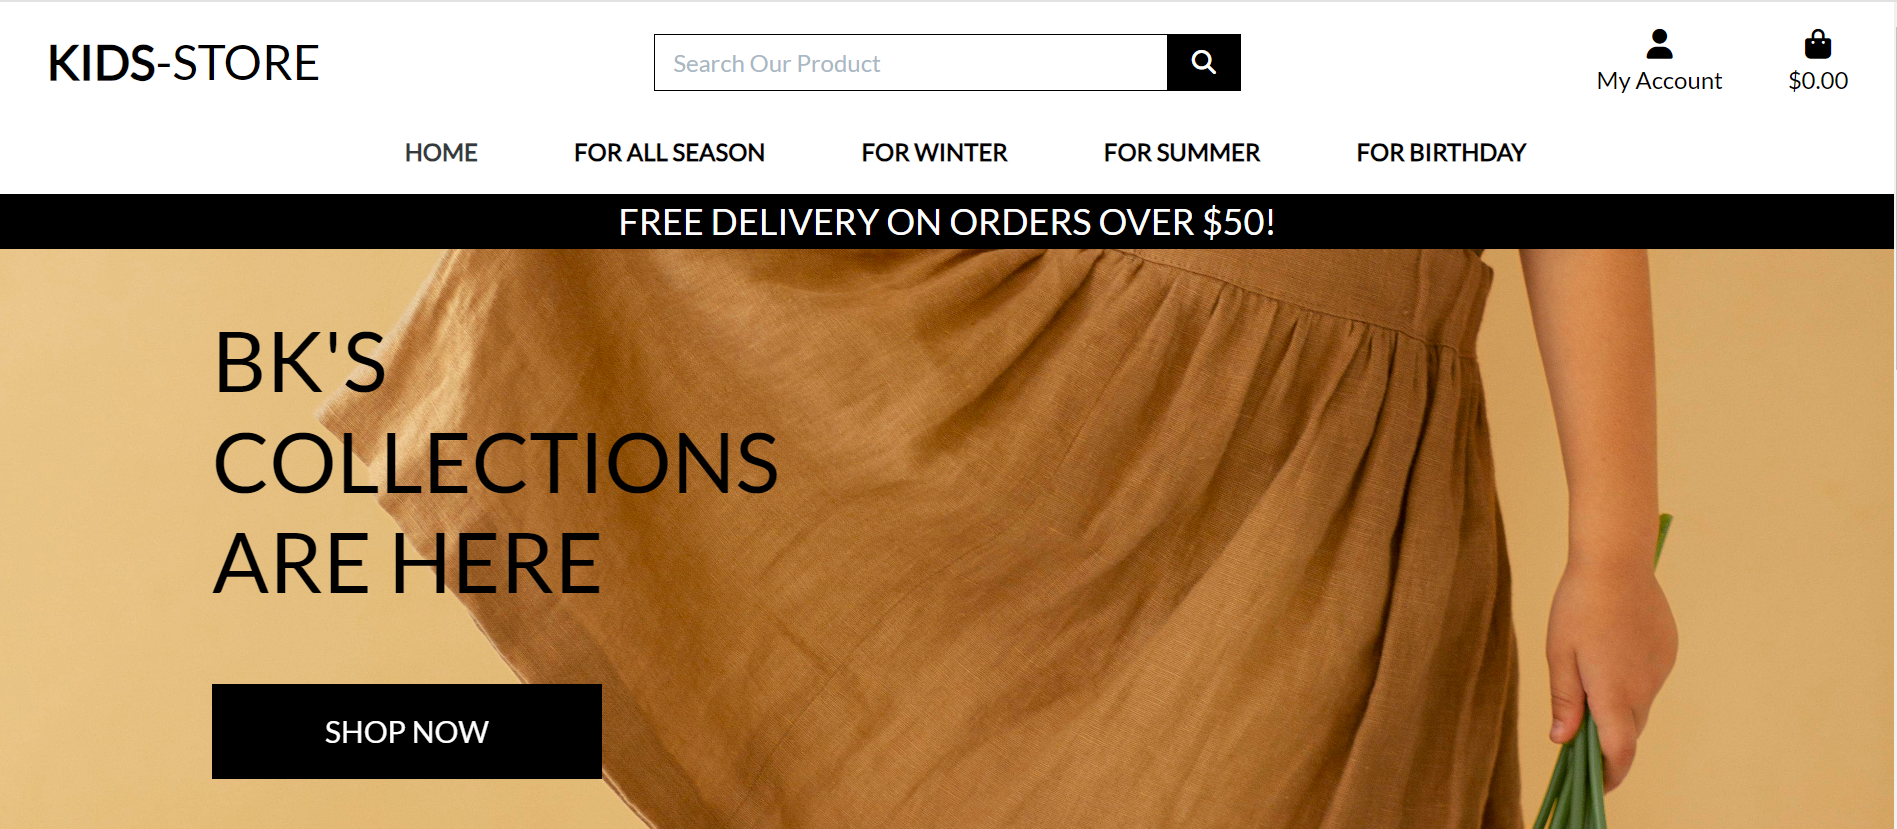 KIDS-STORE
Search Our Product
My Account
$0.00
HOME
FOR ALL SEASON
FOR WINTER
FOR SUMMER
FOR BIRTHDAY
FREE DELIVERY ON ORDERS OVER $50!
BK'S
COLLECTIONS
ARE HERE
SHOP NOW